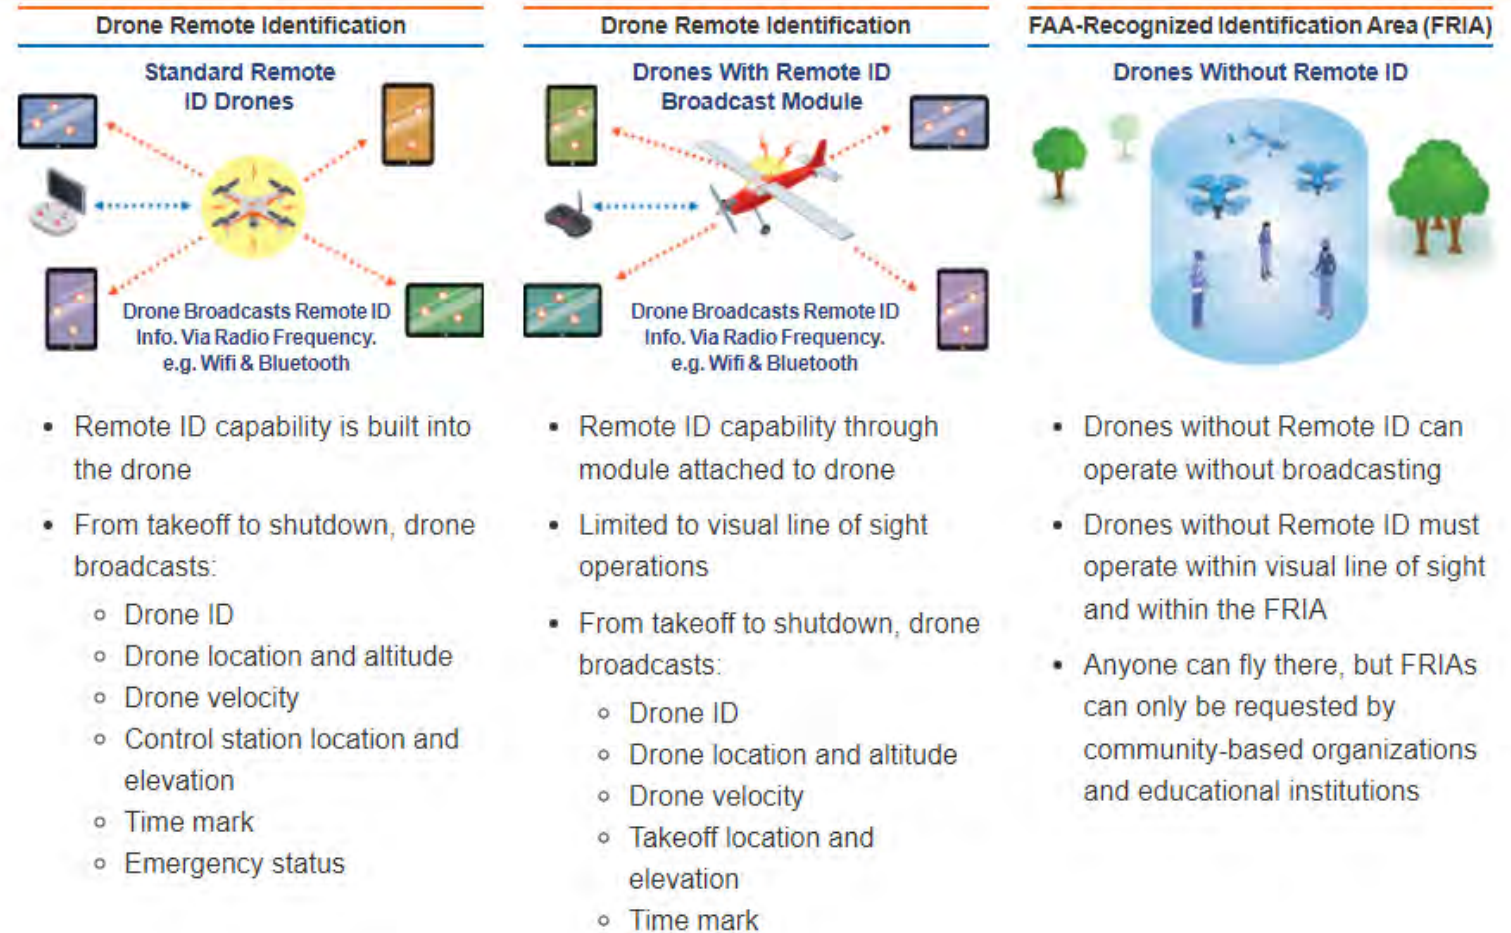 Drone Remote Identification
Standard Remote
ID Drones
Drone Broadcasts Remote ID
Info. Via Radio Frequency.
e.g. Wifi & Bluetooth
• Remote ID capability is built into
the drone
• From takeoff to shutdown, drone
broadcasts:
○ Drone ID
○ Drone location and altitude
○ Drone velocity
○ Control station location and
elevation
○ Time mark
○ Emergency status
Drone Remote Identification
Drones With Remote ID
Broadcast Module
Drone Broadcasts Remote ID
Info. Via Radio Frequency.
e.g. Wifi & Bluetooth
• Remote ID capability through
module attached to drone
• Limited to visual line of sight
operations
• From takeoff to shutdown, drone
broadcasts:
○ Drone ID
○ Drone location and altitude
○ Drone velocity
○ Takeoff location and
elevation
○ Time mark
FAA-Recognized Identification Area (FRIA)
Drones Without Remote ID
• Drones without Remote ID can
operate without broadcasting
• Drones without Remote ID must
operate within visual line of sight
and within the FRIA
• Anyone can fly there, but FRIAs
can only be requested by
community-based organizations
and educational institutions